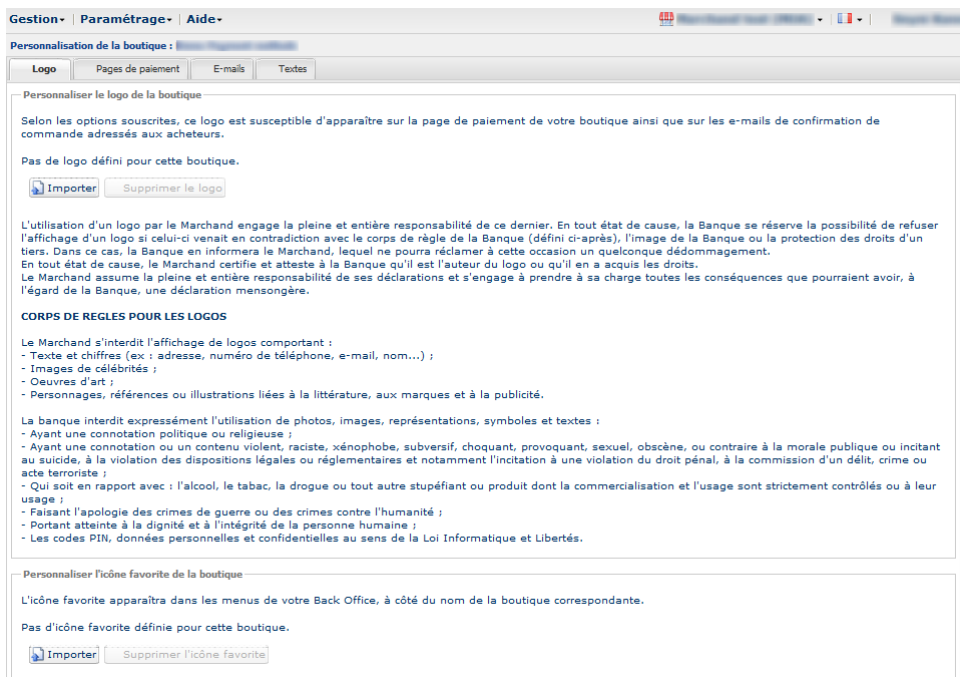 Gestion Paramétrage Aide
Personnalisation de la boutique :
Logo Pages de paiement E-mails Textes
Personnaliser le logo de la boutique
Selon les options souscrites, ce logo est susceptible d'apparaître sur la page de paiement de votre boutique ainsi que sur les e-mails de confirmation de
commande adressés aux acheteurs.
Pas de logo défini pour cette boutique.
Importer Supprimer le logo
L'utilisation d'un logo par le Marchand engage la pleine et entière responsabilité de ce dernier. En tout état de cause, la Banque se réserve la possibilité de refuser
l'affichage d'un logo si celui-ci venait en contradiction avec le corps de règle de la Banque (défini ci-après), l'image de la Banque ou la protection des droits d'un
tiers. Dans ce cas, la Banque en informera le Marchand, lequel ne pourra réclamer à cette occasion un quelconque dédommagement.
En tout état de cause, le Marchand certifie et atteste à la Banque qu'il est l'auteur du logo ou qu'il en a acquis les droits.
Le Marchand assume la pleine et entière responsabilité de ses déclarations et s'engage à prendre à sa charge toutes les conséquences que pourraient avoir, à
l'égard de la Banque, une déclaration mensongère.
CORPS DE REGLES POUR LES LOGOS
Le Marchand s'interdit l'affichage de logos comportant :
- Texte et chiffres (ex : adresse, numéro de téléphone, e-mail, nom...) ;
- Images de célébrités ;
- Oeuvres d'art ;
- Personnages, références ou illustrations liées à la littérature, aux marques et à la publicité.
La banque interdit expressément l'utilisation de photos, images, représentations, symboles et textes :
- Ayant une connotation politique ou religieuse ;
- Ayant une connotation ou un contenu violent, raciste, xénophobe, subversif, choquant, provoquant, sexuel, obscène, ou contraire à la morale publique ou incitant
au suicide, à la violation des dispositions légales ou réglementaires et notamment l'incitation à une violation du droit pénal, à la commission d'un délit, crime ou
acte terroriste ;
- Qui soit en rapport avec : l'alcool, le tabac, la drogue ou tout autre stupéfiant ou produit dont la commercialisation et l'usage sont strictement contrôlés ou à leur
usage ;
- Faisant l'apologie des crimes de guerre ou des crimes contre l'humanité ;
- Portant atteinte à la dignité et à l'intégrité de la personne humaine ;
- Les codes PIN, données personnelles et confidentielles au sens de la Loi Informatique et Libertés.
Personnaliser l'icône favorite de la boutique
L'icône favorite apparaîtra dans les menus de votre Back Office, à côté du nom de la boutique correspondante.
Pas d'icône favorite définie pour cette boutique.
Importer Supprimer l'icône favorite